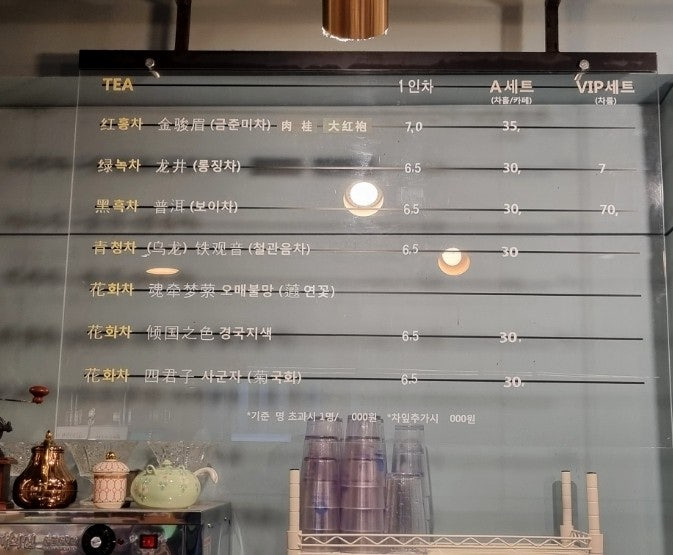 TEA 1인차 A세트 VIP세트
(차홀/카페) (차홀)
红홍차 金骏眉 (금준미차) 肉 桂 大红袍 7,0 35,
绿녹차 龙井 (롱징차) 6.5 30, 7
黑흑차 普洱 (보이차) 6.5 30, 70,
青청차 (乌龙) 铁观音 (철관음차) 6.5 30
花화차 魂牵梦萦 오매불망 (연꽃)
花화차 倾国之色 경국지색 6.5 30.
花화차 四君子 사군자 (菊국화) 6.5 30.
*기준 명 초과시 1명/ 000원 *차잎추가시 000원